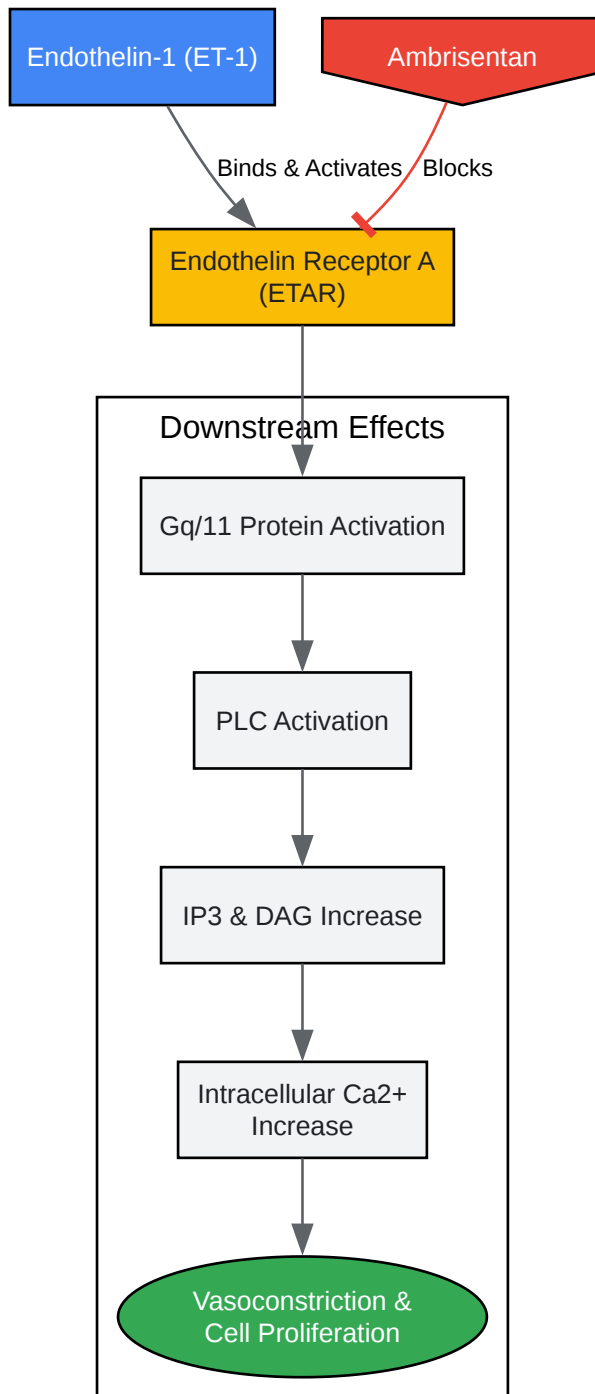 Endothelin-1 (ET-1)
Ambrisentan
Binds & Activates
Blocks
Endothelin Receptor A
(ETAR)
Downstream Effects
Gq/11 Protein Activation
PLC Activation
IP3 & DAG Increase
Intracellular Ca2+
Increase
Vasoconstriction &
Cell Proliferation